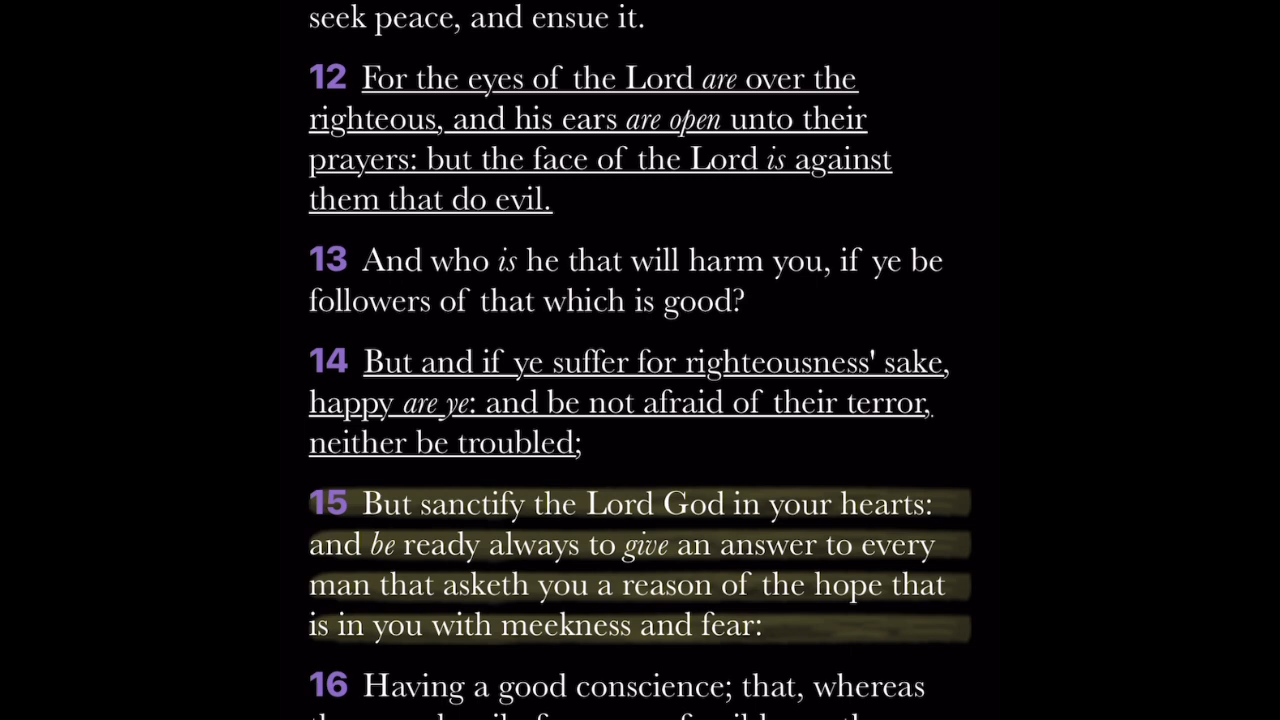 seek peace, and ensue it.
12 For the eyes of the Lord are over the
righteous, and his ears are open unto their
prayers: but the face of the Lord is against
them that do evil.
13 And who is he that will harm you, if ye be
followers of that which is good?
14 But and if ye suffer for righteousness' sake,
happy are ye: and be not afraid of their terror,
neither be troubled;
15 But sanctify the Lord God in your hearts:
and be ready always to give an answer to every
man that asketh you a reason of the hope that
is in you with meekness and fear:
16 Having a good conscience; that, whereas